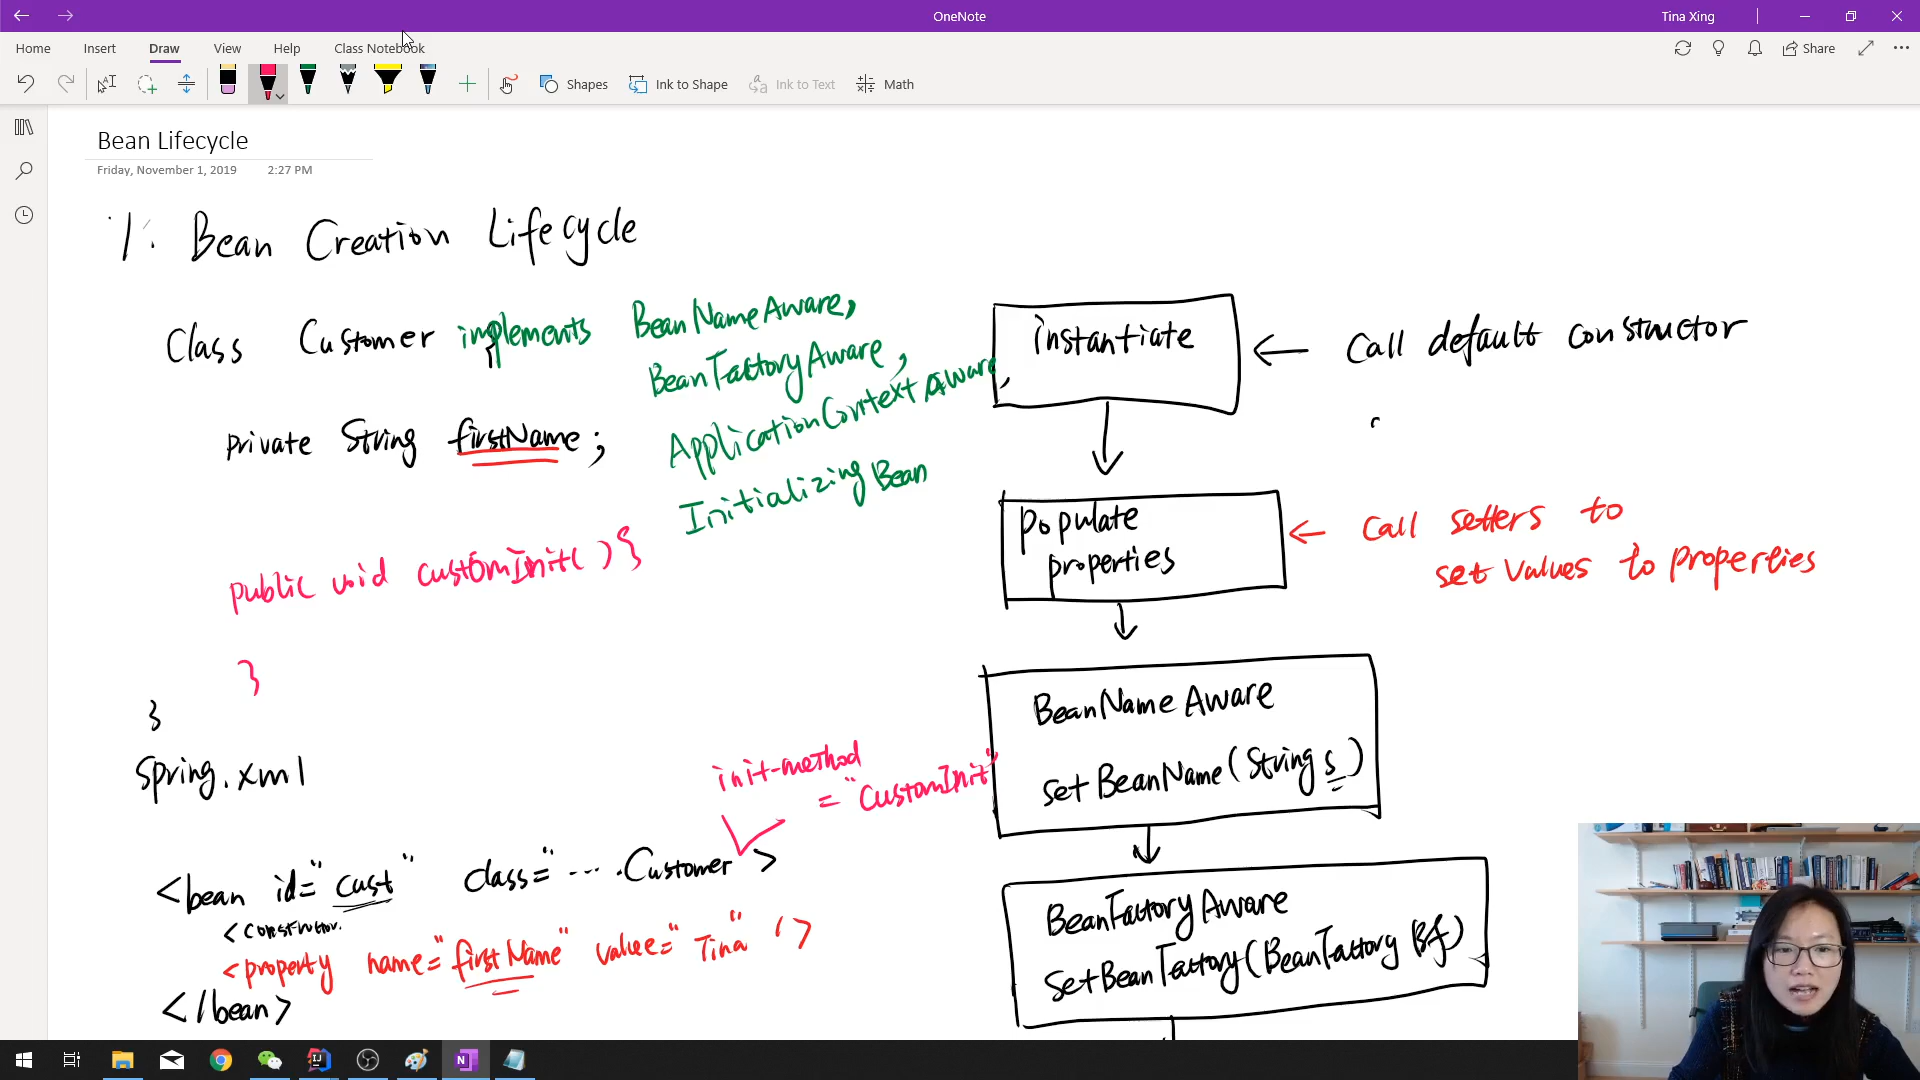 OneNote
Tina Xing
Home Insert Draw View Help Class Notebook
Share
Shapes Ink to Shape Ink to Text Math
Bean Lifecycle
Friday, November 1, 2019 2:27 PM
1. Bean Creation Lifecycle
Class Customer implements BeanNameAware,
BeanFactoryAware,
ApplicationContextAware,
InitializingBean
private String firstName;
public void customInit( ) {
}
}
spring.xml
init-method
= "customInit"
<bean id="cust" class="... .Customer >
<constructor.
<property name="firstName" value="Tina" />
</bean>
instantiate
← Call default constructor
populate
properties
← call setters to
set values to properties
BeanNameAware
setBeanName(String s)
BeanFactoryAware
setBeanFactory(BeanFactory Bf)